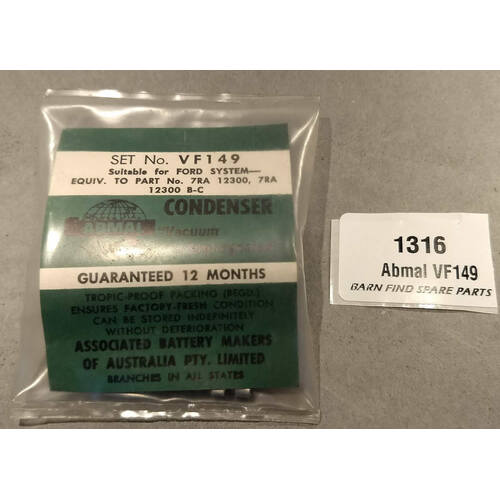 SET No. VF149
Suitable for FORD SYSTEM—
EQUIV. TO PART No. 7RA 12300, 7RA
12300 B-C
ABMAL
CONDENSER
Vacuum
GUARANTEED 12 MONTHS
TROPIC-PROOF PACKING (REGD.)
ENSURES FACTORY-FRESH CONDITION
CAN BE STORED INDEFINITELY
WITHOUT DETERIORATION
ASSOCIATED BATTERY MAKERS
OF AUSTRALIA PTY. LIMITED
BRANCHES IN ALL STATES
1316
Abmal VF149
BARN FIND SPARE PARTS